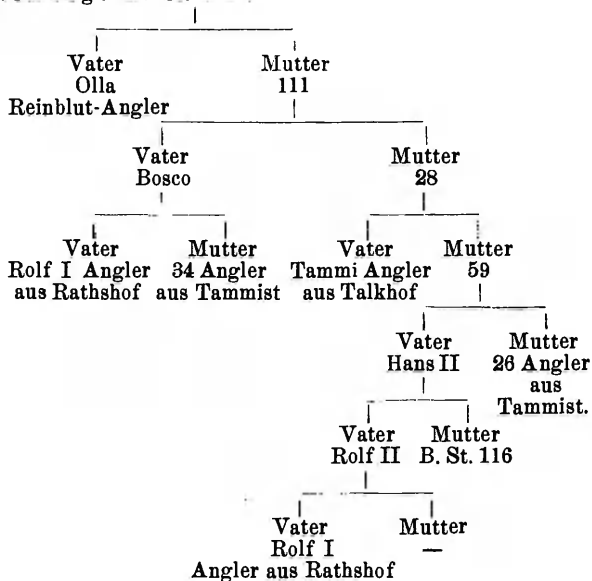 Vater Mutter
Olla 111
Reinblut-Angler
Vater Mutter
Bosco 28
Vater Mutter Vater Mutter
Rolf I Angler 34 Angler Tammi Angler 59
aus Rathshof aus Tammist aus Talkhof
Vater Mutter
Hans II 26 Angler
aus
Tammist.
Vater Mutter
Rolf II B. St. 116
Vater Mutter
Rolf I —
Angler aus Rathshof